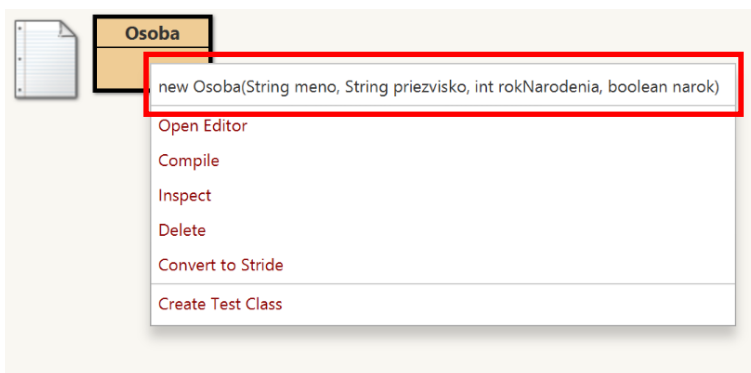 Osoba
new Osoba(String meno, String priezvisko, int rokNarodenia, boolean narok)
Open Editor
Compile
Inspect
Delete
Convert to Stride
Create Test Class